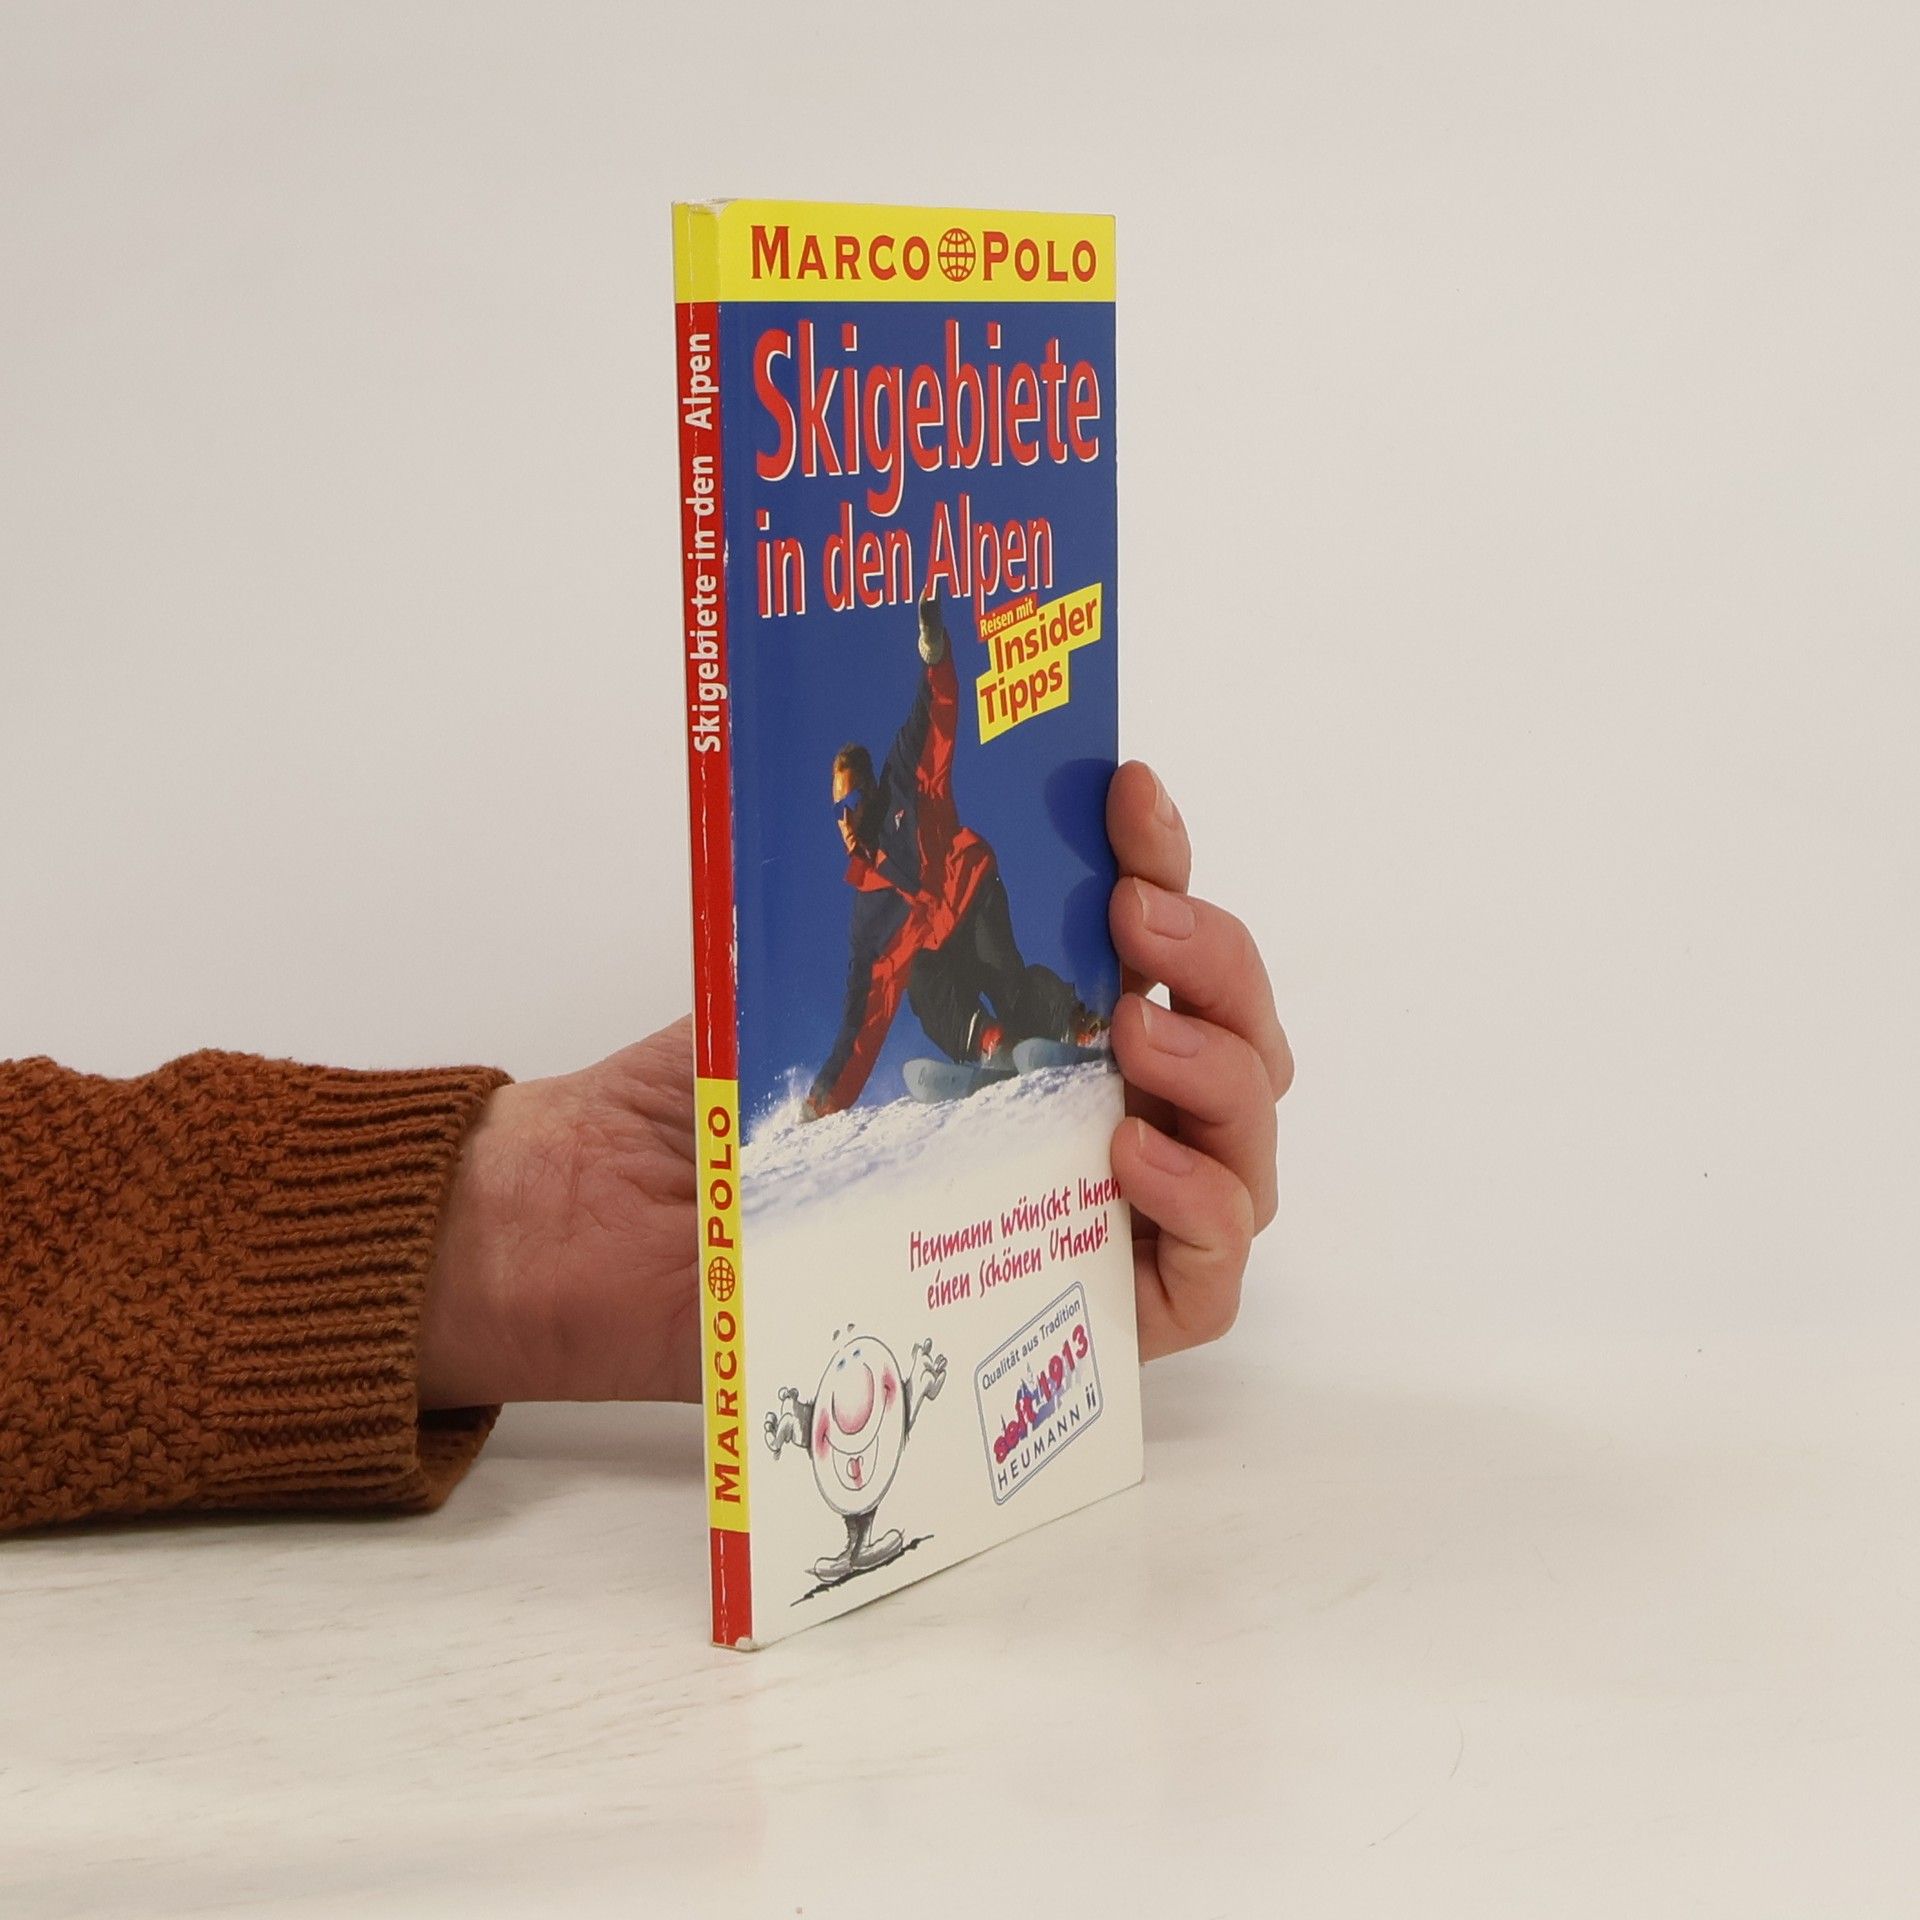 MARCO POLO
Skigebiete
in den Alpen
Reisen mit
Insider
Tipps
Heumann wünscht Ihnen
einen schönen Urlaub!
Qualität aus Tradition
seit 1913
HEUMANN
Skigebiete in den Alpen
MARCO POLO